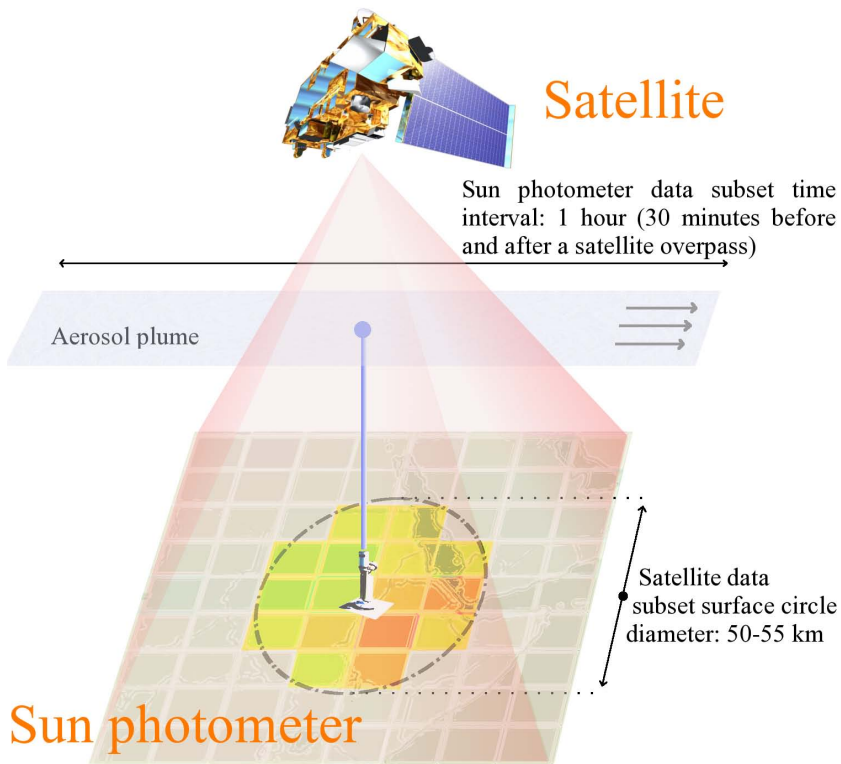 Satellite
Sun photometer data subset time
interval: 1 hour (30 minutes before
and after a satellite overpass)
Aerosol plume
Satellite data
subset surface circle
diameter: 50-55 km
Sun photometer